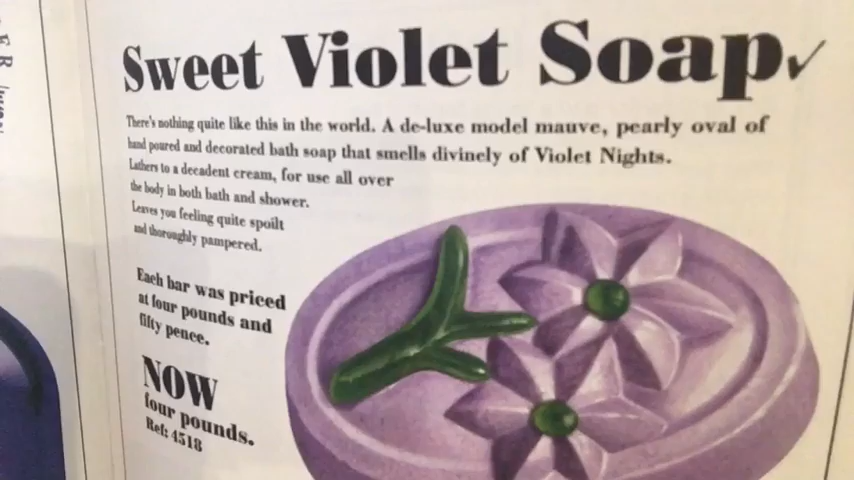 Sweet Violet Soap✓
There's nothing quite like this in the world. A de-luxe model mauve, pearly oval of
hand poured and decorated bath soap that smells divinely of Violet Nights.
Lathers to a decadent cream, for use all over
the body in both bath and shower.
Leaves you feeling quite spoilt
and thoroughly pampered.
Each bar was priced
at four pounds and
fifty pence.
NOW
four pounds.
Ref: 4518